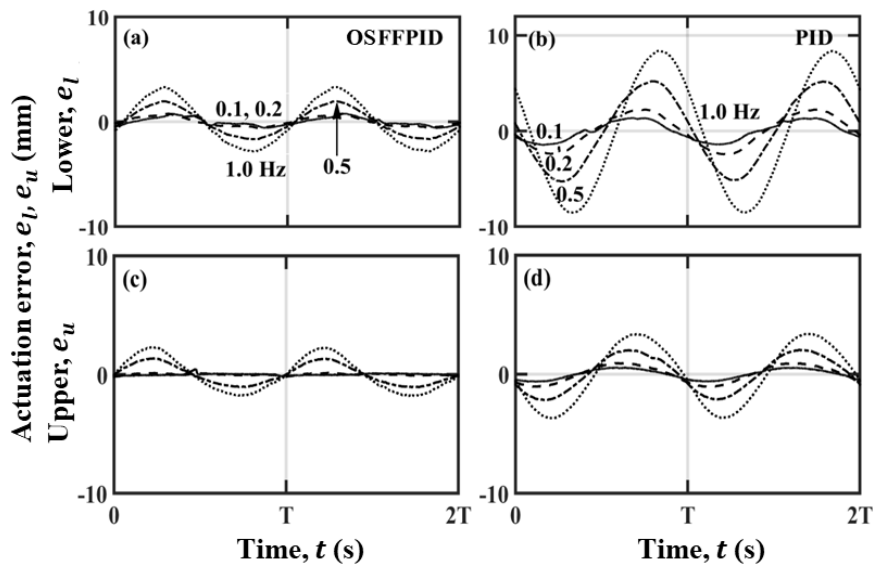 Actuation error, e_l, e_u (mm)
Lower, e_l
Upper, e_u
10
(a)
OSFFPID
0.1, 0.2
0
1.0 Hz
0.5
-10
10
(b)
PID
1.0 Hz
0.1
0
0.2
0.5
-10
10
(c)
0
-10
0
T
2T
Time, t (s)
10
(d)
0
-10
0
T
2T
Time, t (s)